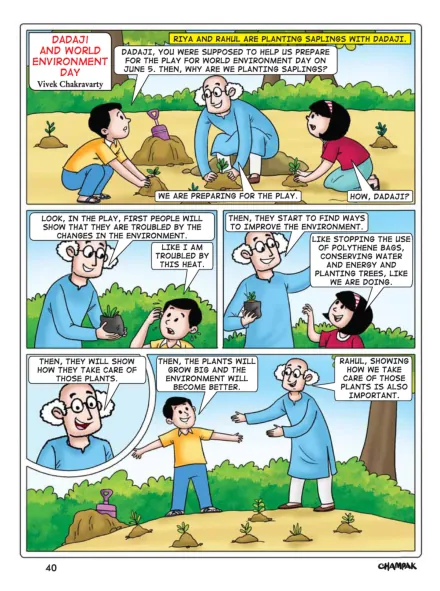 DADAJI
AND WORLD
ENVIRONMENT
DAY
Vivek Chakravarty
RIYA AND RAHUL ARE PLANTING SAPLINGS WITH DADAJI.
DADAJI, YOU WERE SUPPOSED TO HELP US PREPARE
FOR THE PLAY FOR WORLD ENVIRONMENT DAY ON
JUNE 5. THEN, WHY ARE WE PLANTING SAPLINGS?
WE ARE PREPARING FOR THE PLAY.
HOW, DADAJI?
LOOK, IN THE PLAY, FIRST PEOPLE WILL
SHOW THAT THEY ARE TROUBLED BY THE
CHANGES IN THE ENVIRONMENT.
LIKE I AM
TROUBLED BY
THIS HEAT.
THEN, THEY START TO FIND WAYS
TO IMPROVE THE ENVIRONMENT.
LIKE STOPPING THE USE
OF POLYTHENE BAGS,
CONSERVING WATER
AND ENERGY AND
PLANTING TREES, LIKE
WE ARE DOING.
THEN, THEY WILL SHOW
HOW THEY TAKE CARE OF
THOSE PLANTS.
THEN, THE PLANTS WILL
GROW BIG AND THE
ENVIRONMENT WILL
BECOME BETTER.
RAHUL, SHOWING
HOW WE TAKE
CARE OF THOSE
PLANTS IS ALSO
IMPORTANT.
40
CHAMPAK